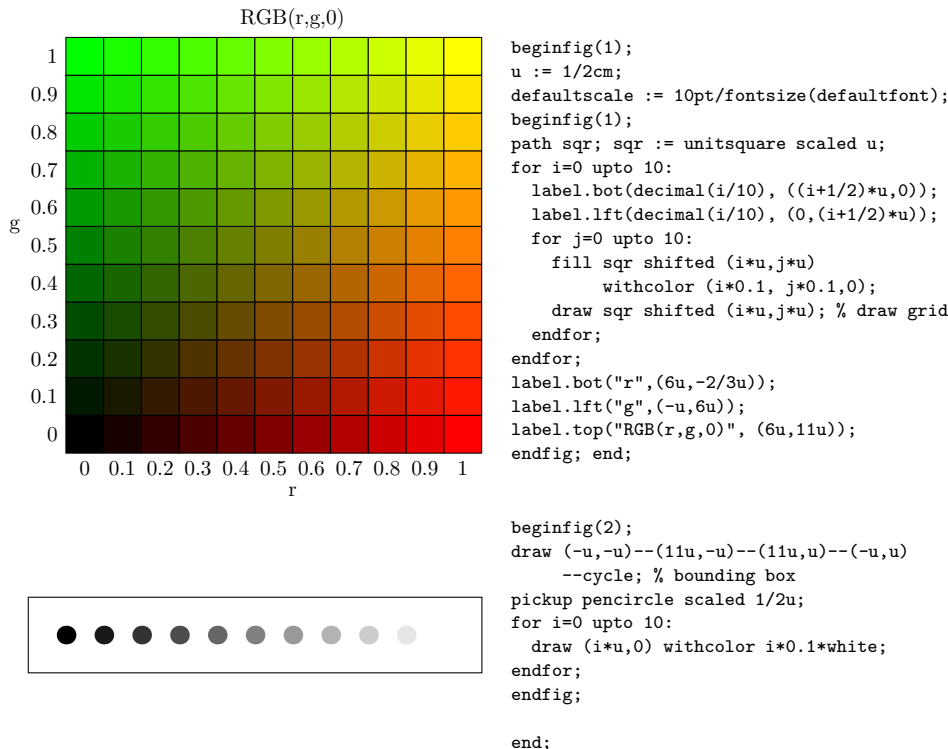 RGB(r,g,0)
1
0.9
0.8
0.7
0.6
g
0.5
0.4
0.3
0.2
0.1
0
0 0.1 0.2 0.3 0.4 0.5 0.6 0.7 0.8 0.9 1
r
beginfig(1);
u := 1/2cm;
defaultscale := 10pt/fontsize(defaultfont);
beginfig(1);
path sqr; sqr := unitsquare scaled u;
for i=0 upto 10:
  label.bot(decimal(i/10), ((i+1/2)*u,0));
  label.lft(decimal(i/10), (0,(i+1/2)*u));
  for j=0 upto 10:
    fill sqr shifted (i*u,j*u)
         withcolor (i*0.1, j*0.1,0);
    draw sqr shifted (i*u,j*u); % draw grid
  endfor;
endfor;
label.bot("r",(6u,-2/3u));
label.lft("g",(-u,6u));
label.top("RGB(r,g,0)", (6u,11u));
endfig; end;
beginfig(2);
draw (-u,-u)--(11u,-u)--(11u,u)--(-u,u)
     --cycle; % bounding box
pickup pencircle scaled 1/2u;
for i=0 upto 10:
  draw (i*u,0) withcolor i*0.1*white;
endfor;
endfig;
end;